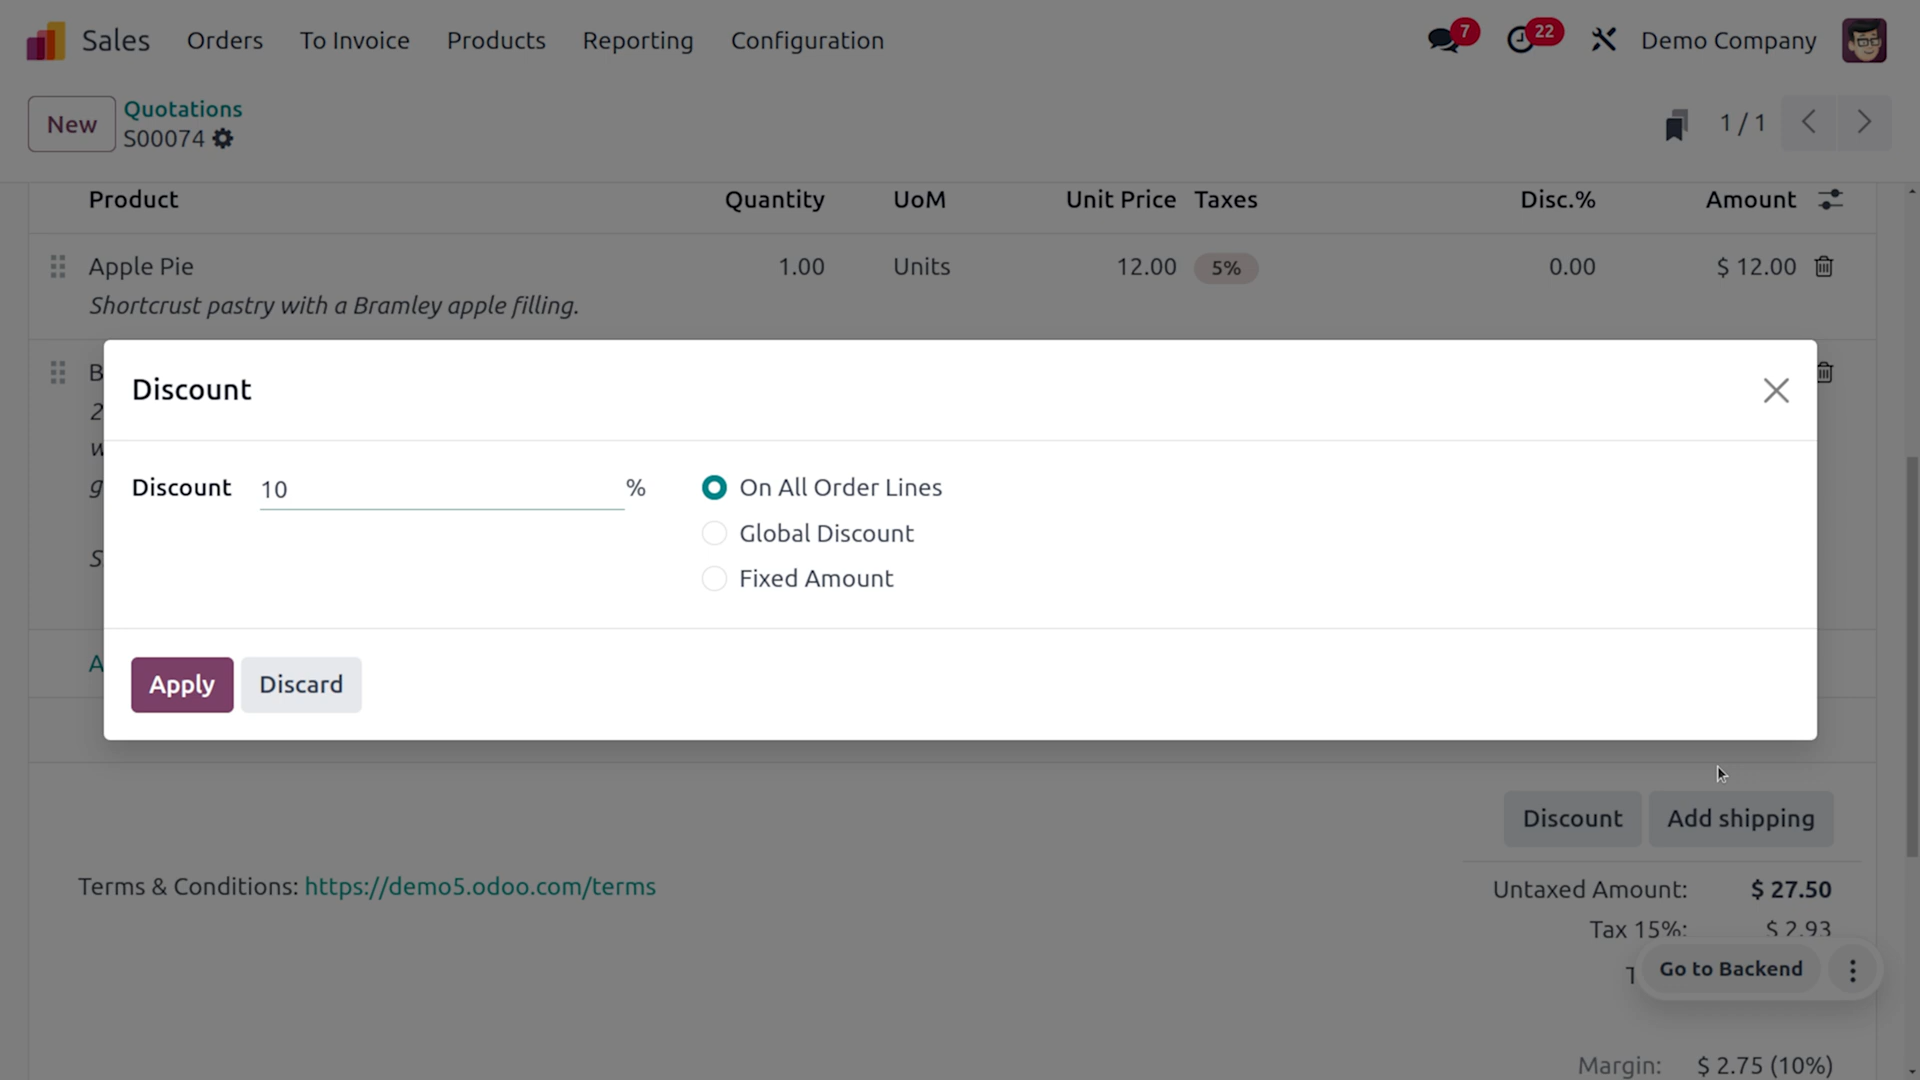 Sales Orders To Invoice Products Reporting Configuration 7 22 Demo Company
New Quotations 1 / 1
S00074
Product Quantity UoM Unit Price Taxes Disc.% Amount
Apple Pie 1.00 Units 12.00 5% 0.00 $ 12.00
Shortcrust pastry with a Bramley apple filling.
Discount
Discount 10 % On All Order Lines
Global Discount
Fixed Amount
Apply Discard
Discount Add shipping
Terms & Conditions: https://demo5.odoo.com/terms
Untaxed Amount: $ 27.50
Tax 15%: $ 2.93
Go to Backend
Margin: $ 2.75 (10%)